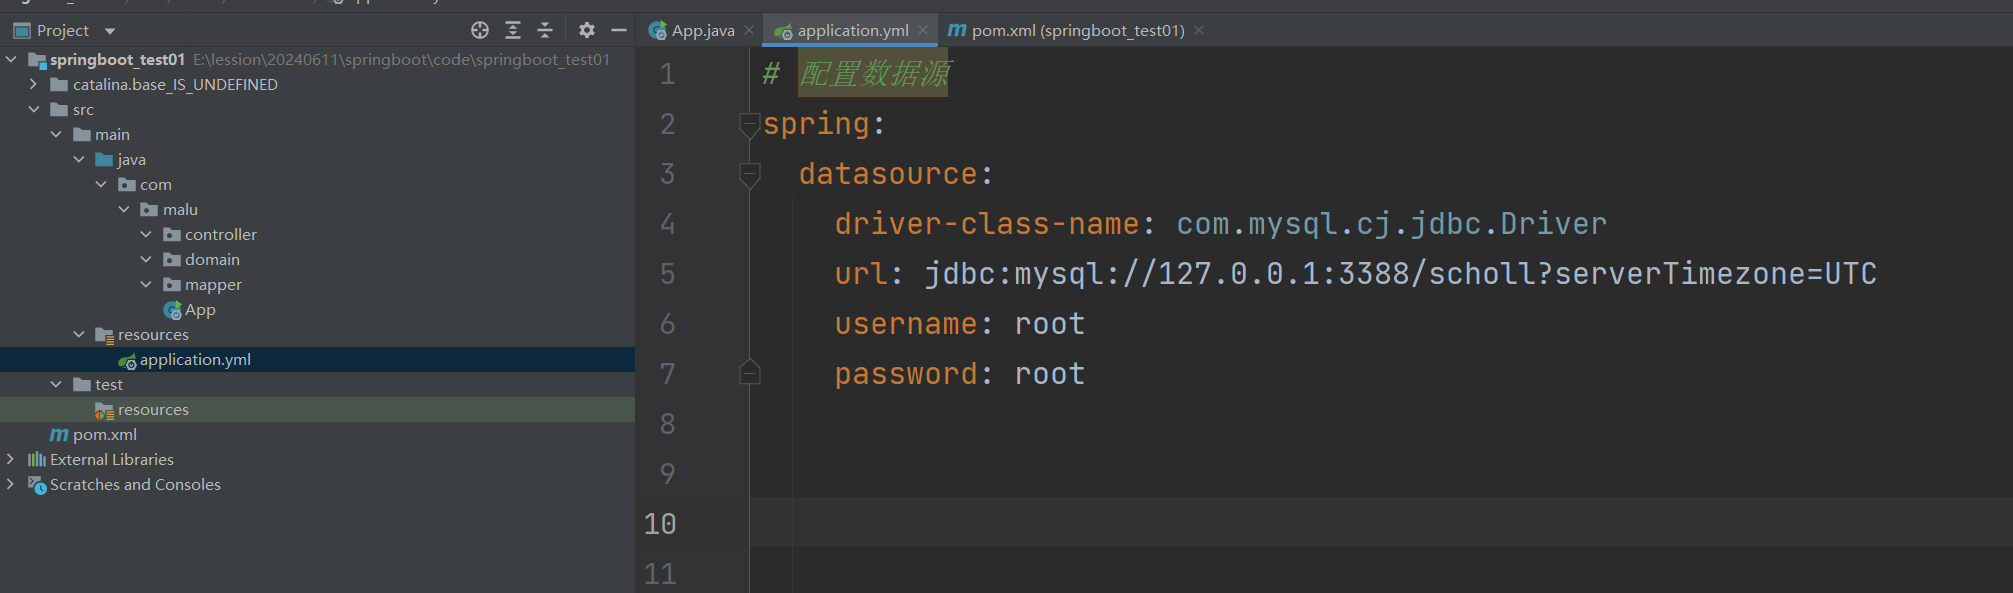 Project
App.java
application.yml
pom.xml (springboot_test01)
springboot_test01 E:\lession\20240611\springboot\code\springboot_test01
catalina.base_IS_UNDEFINED
src
main
java
com
malu
controller
domain
mapper
App
resources
application.yml
test
resources
pom.xml
External Libraries
Scratches and Consoles
1 # 配置数据源
2 spring:
3 datasource:
4 driver-class-name: com.mysql.cj.jdbc.Driver
5 url: jdbc:mysql://127.0.0.1:3388/scholl?serverTimezone=UTC
6 username: root
7 password: root
8
9
10
11